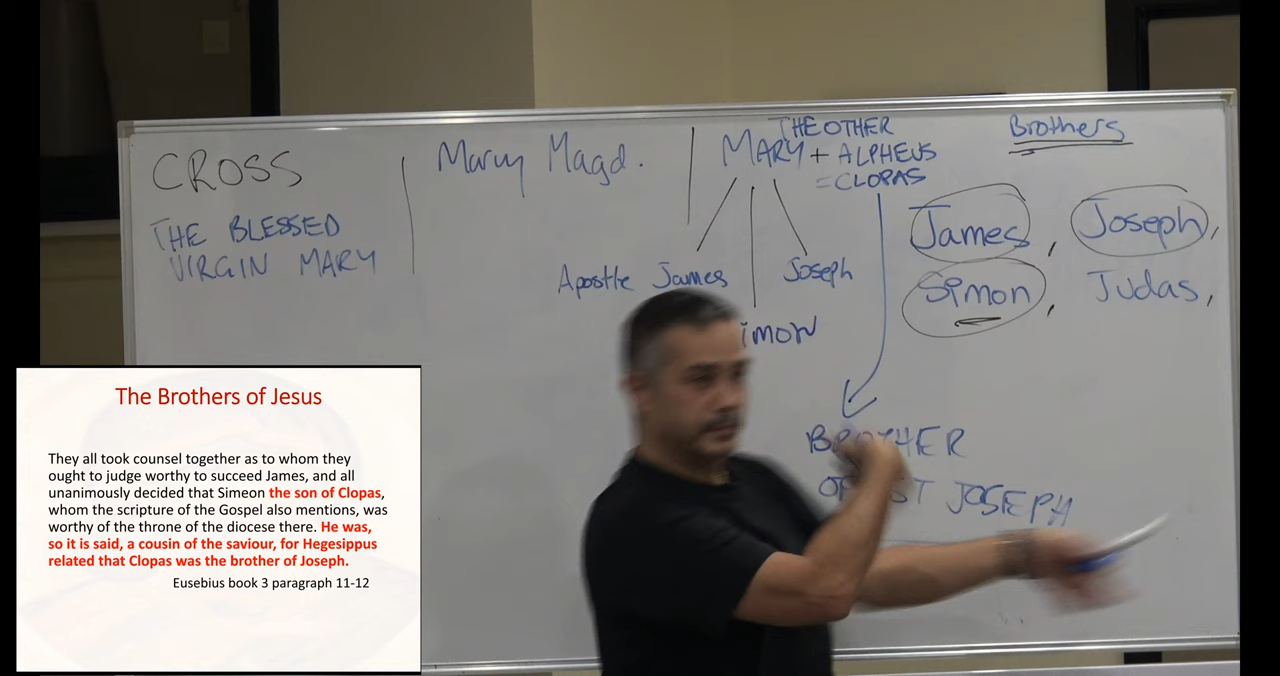 CROSS
THE BLESSED
VIRGIN MARY
Mary Magd.
THE OTHER
MARY + ALPHEUS
= CLOPAS
Apostle James
Joseph
BROTHER
ST JOSEPH
Brothers
James, Joseph,
Simon, Judas,
The Brothers of Jesus
They all took counsel together as to whom they
ought to judge worthy to succeed James, and all
unanimously decided that Simeon the son of Clopas,
whom the scripture of the Gospel also mentions, was
worthy of the throne of the diocese there. He was,
so it is said, a cousin of the saviour, for Hegesippus
related that Clopas was the brother of Joseph.
Eusebius book 3 paragraph 11-12